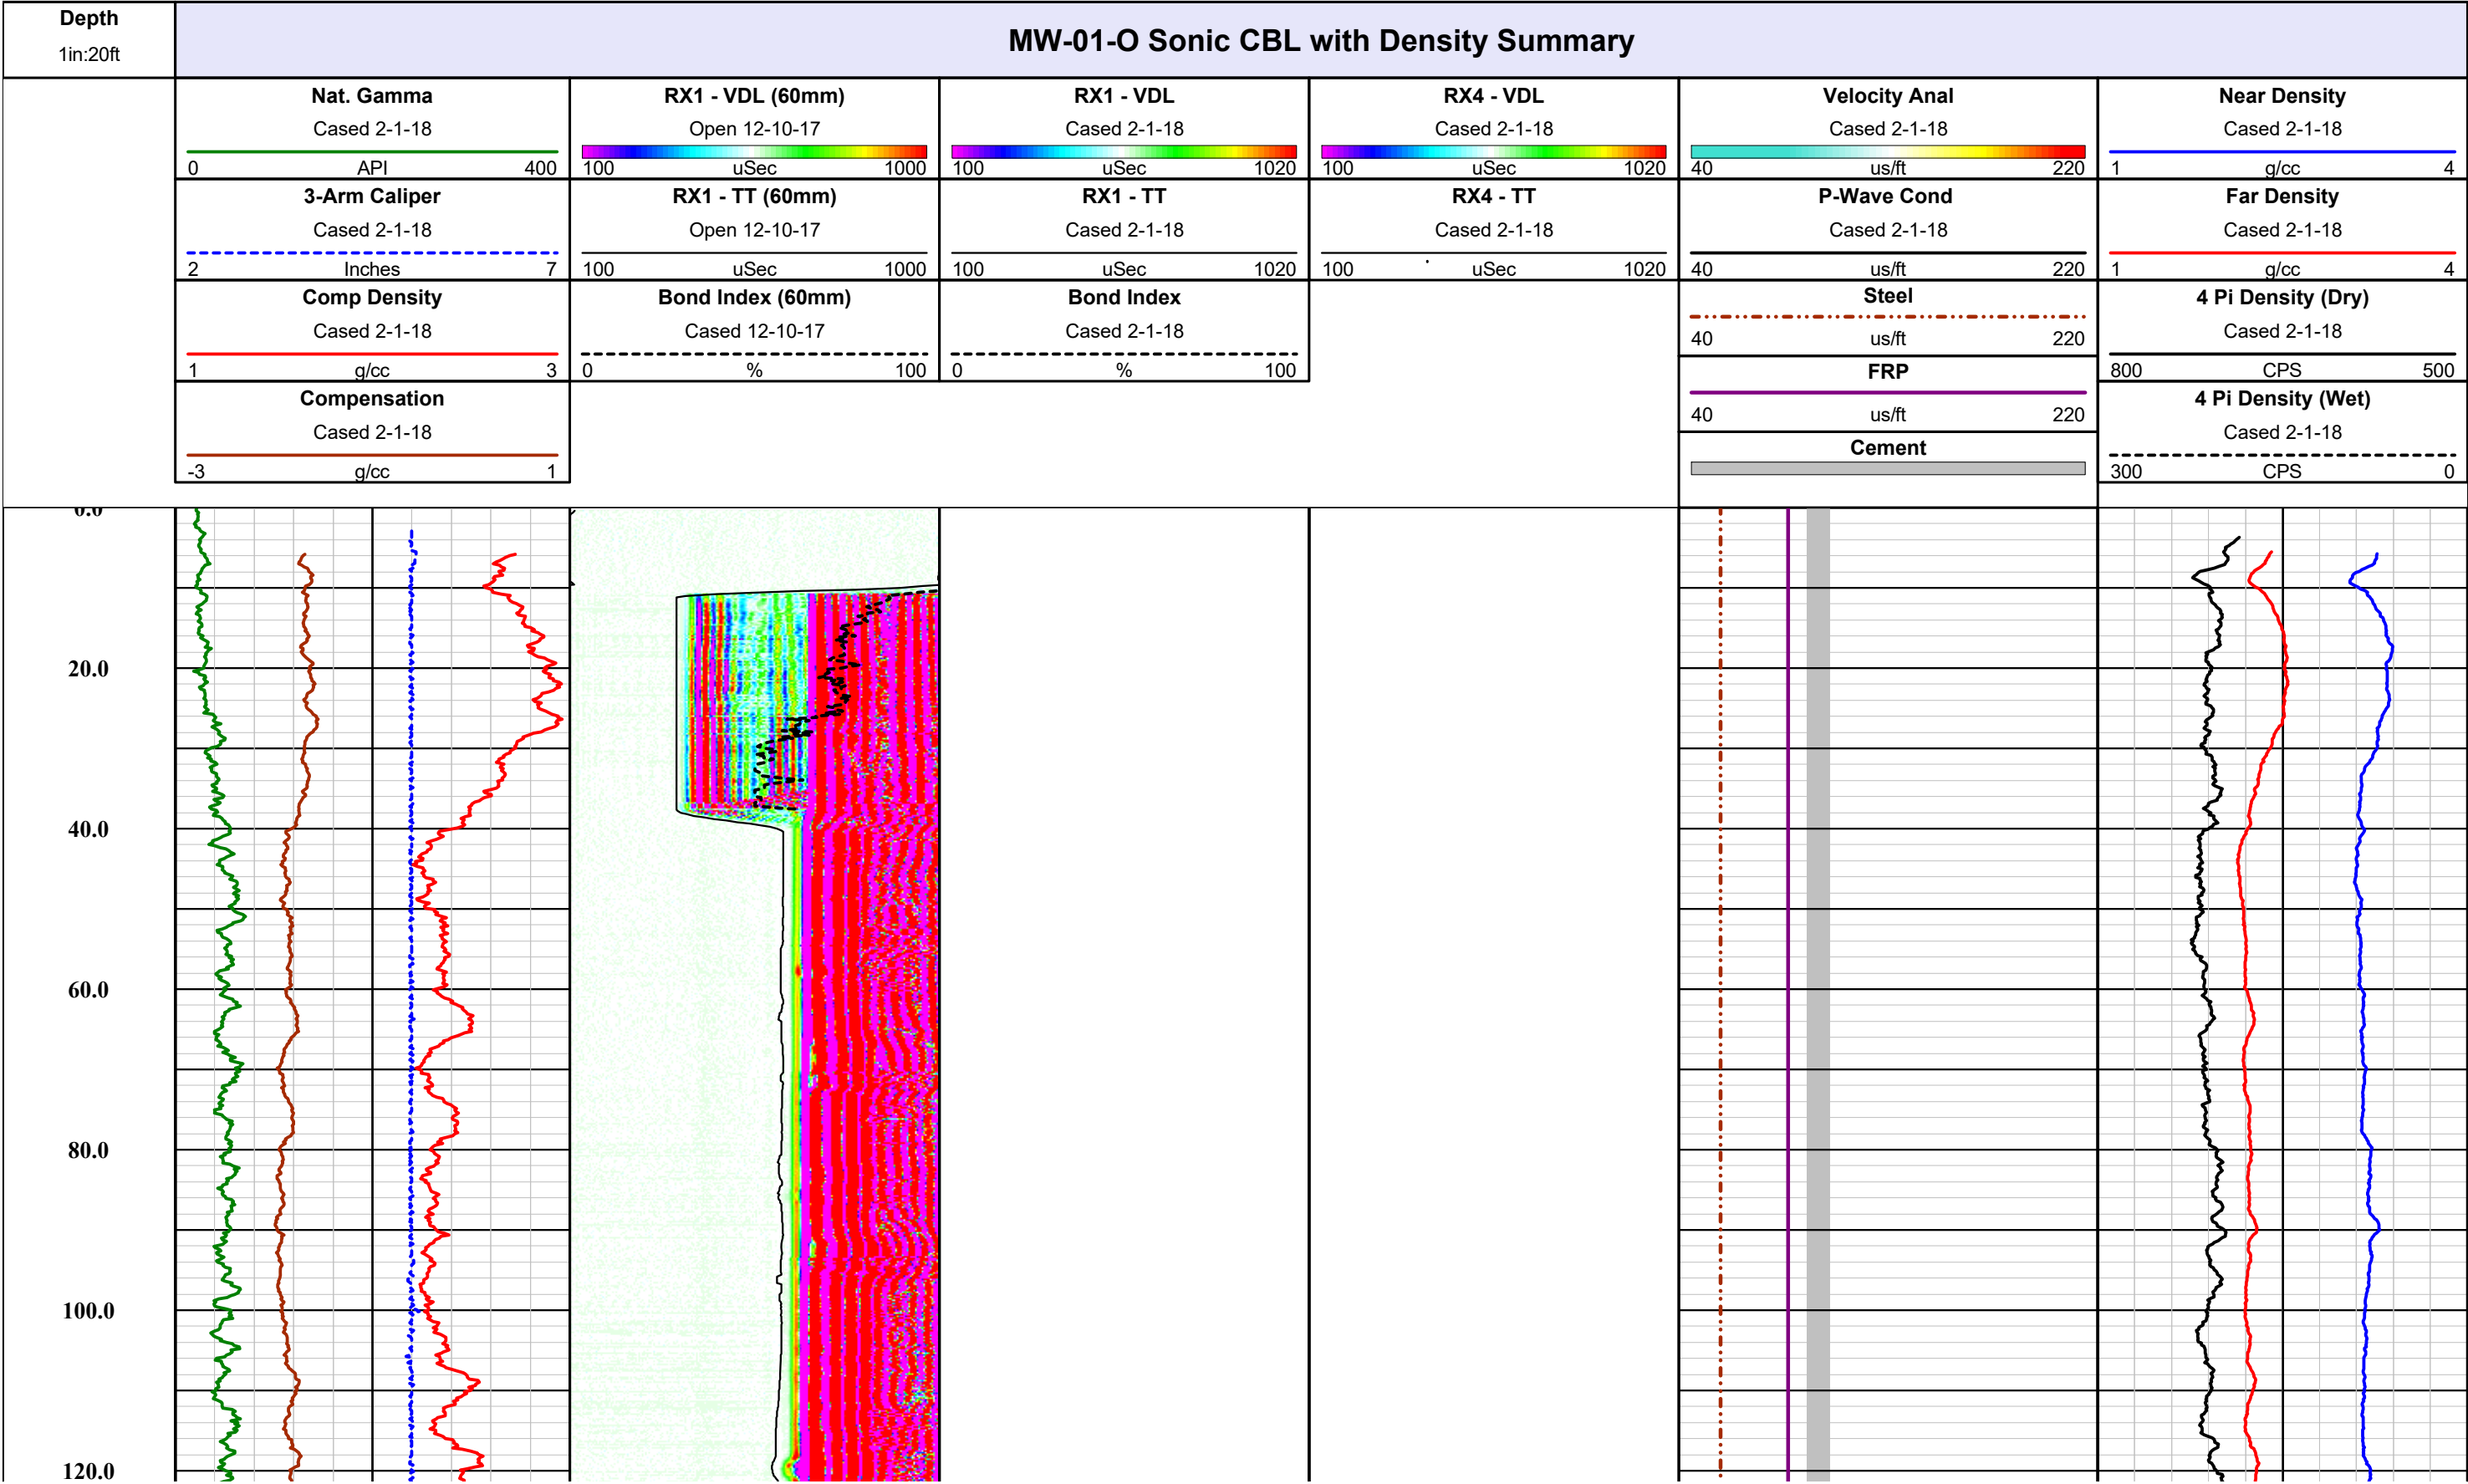 Depth
1in:20ft
MW-01-O Sonic CBL with Density Summary
Nat. Gamma
Cased 2-1-18
0 API 400
3-Arm Caliper
Cased 2-1-18
2 Inches 7
Comp Density
Cased 2-1-18
1 g/cc 3
Compensation
Cased 2-1-18
-3 g/cc 1
RX1 - VDL (60mm)
Open 12-10-17
100 uSec 1000
RX1 - TT (60mm)
Open 12-10-17
100 uSec 1000
Bond Index (60mm)
Cased 12-10-17
0 % 100
RX1 - VDL
Cased 2-1-18
100 uSec 1020
RX1 - TT
Cased 2-1-18
100 uSec 1020
Bond Index
Cased 2-1-18
0 % 100
RX4 - VDL
Cased 2-1-18
100 uSec 1020
RX4 - TT
Cased 2-1-18
100 uSec 1020
Velocity Anal
Cased 2-1-18
40 us/ft 220
P-Wave Cond
Cased 2-1-18
40 us/ft 220
Steel
40 us/ft 220
FRP
40 us/ft 220
Cement
Near Density
Cased 2-1-18
1 g/cc 4
Far Density
Cased 2-1-18
1 g/cc 4
4 Pi Density (Dry)
Cased 2-1-18
800 CPS 500
4 Pi Density (Wet)
Cased 2-1-18
300 CPS 0
0.0
20.0
40.0
60.0
80.0
100.0
120.0